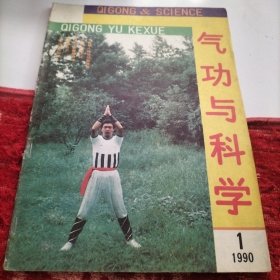 QIGONG & SCIENCE
QIGONG YU KEXUE
气功与科学
1
1990